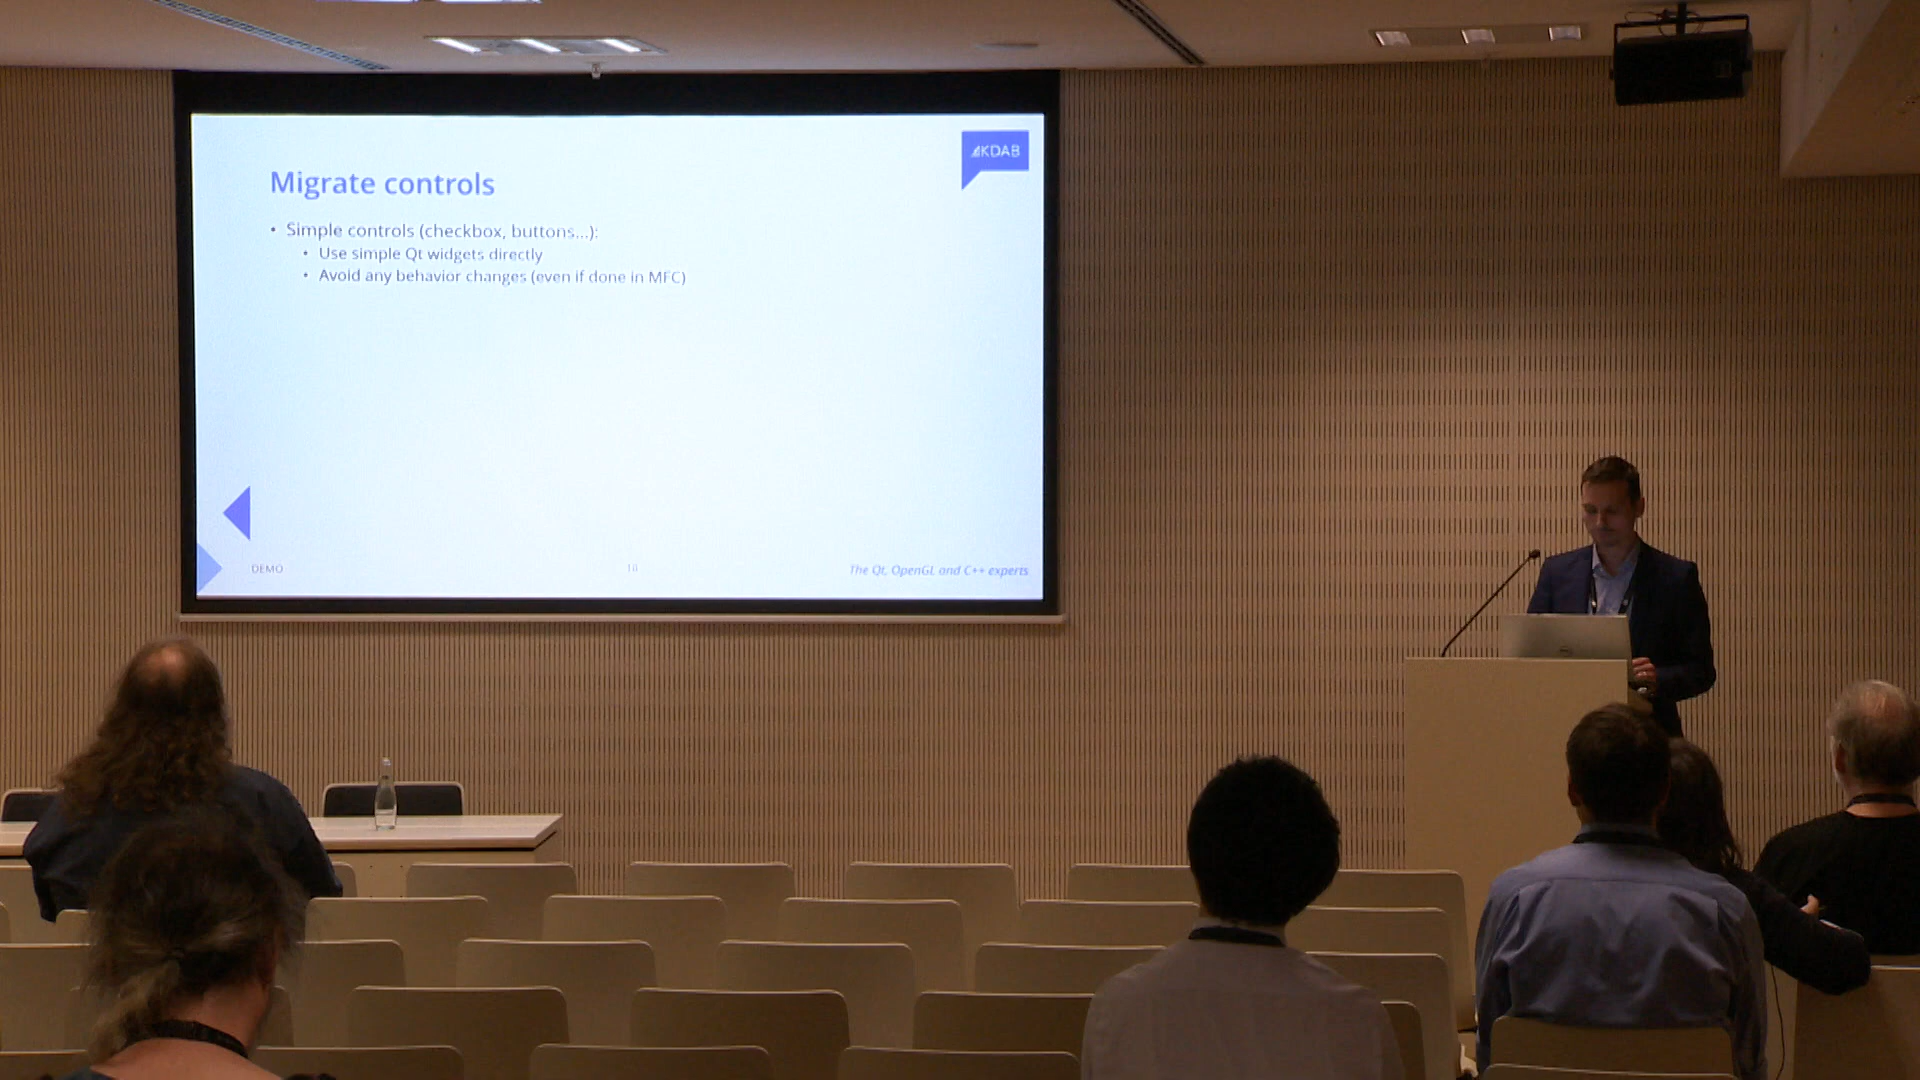 KDAB
Migrate controls
• Simple controls (checkbox, buttons...):
• Use simple Qt widgets directly
• Avoid any behavior changes (even if done in MFC)
DEMO
10
The Qt, OpenGL and C++ experts